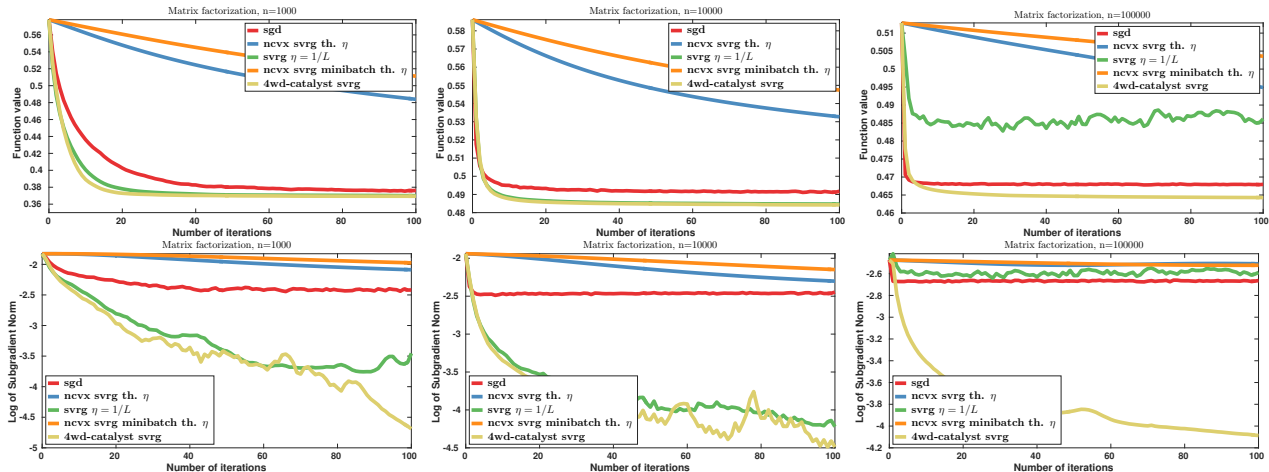 Matrix factorization, n=1000
Function value
0.56
0.52
0.48
0.44
0.4
0.36
sgd
ncvx svrg th. η
svrg η = 1/L
ncvx svrg minibatch th. η
4wd-catalyst svrg
0 20 40 60 80 100
Number of iterations
Matrix factorization, n=10000
Function value
0.58
0.57
0.56
0.55
0.54
0.53
0.52
0.51
0.5
0.49
0.48
sgd
ncvx svrg th. η
svrg η = 1/L
ncvx svrg minibatch th. η
4wd-catalyst svrg
0 20 40 60 80 100
Number of iterations
Matrix factorization, n=100000
Function value
0.51
0.505
0.5
0.495
0.49
0.485
0.48
0.475
0.47
0.465
0.46
sgd
ncvx svrg th. η
svrg η = 1/L
ncvx svrg minibatch th. η
4wd-catalyst svrg
0 20 40 60 80 100
Number of iterations
Matrix factorization, n=1000
Log of Subgradient Norm
-2
-2.5
-3
-3.5
-4
-4.5
-5
sgd
ncvx svrg th. η
svrg η = 1/L
ncvx svrg minibatch th. η
4wd-catalyst svrg
0 20 40 60 80 100
Number of iterations
Matrix factorization, n=10000
Log of Subgradient Norm
-2
-2.5
-3
-3.5
-4
-4.5
sgd
ncvx svrg th. η
svrg η = 1/L
ncvx svrg minibatch th. η
4wd-catalyst svrg
0 20 40 60 80 100
Number of iterations
Matrix factorization, n=100000
Log of Subgradient Norm
-2.6
-2.8
-3
-3.2
-3.4
-3.6
-3.8
-4
-4.2
sgd
ncvx svrg th. η
svrg η = 1/L
ncvx svrg minibatch th. η
4wd-catalyst svrg
0 20 40 60 80 100
Number of iterations